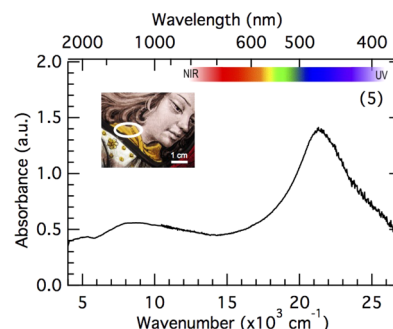 Wavelength (nm)
2000 1000 800 600 500 400
NIR UV
(5)
2.0
1.5
1.0
0.5
0.0
Absorbance (a.u.)
1 cm
5 10 15 20 25
Wavenumber (x10³ cm⁻¹)